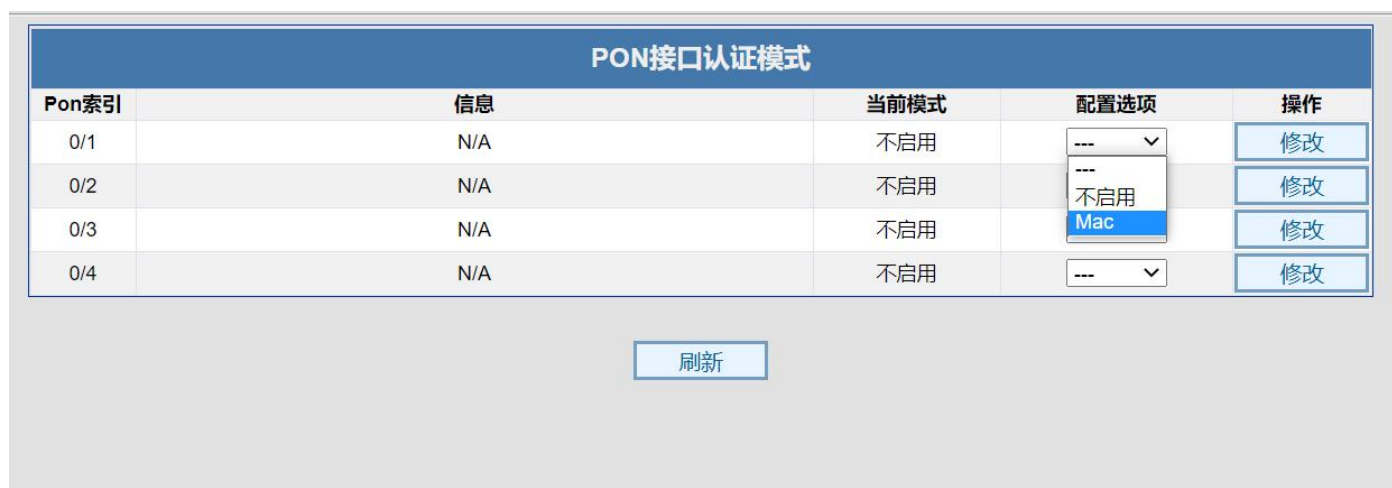 PON接口认证模式
Pon索引 信息 当前模式 配置选项 操作
0/1 N/A 不启用 --- 修改
---
0/2 N/A 不启用 修改
不启用
Mac
0/3 N/A 不启用 修改
0/4 N/A 不启用 --- 修改
刷新